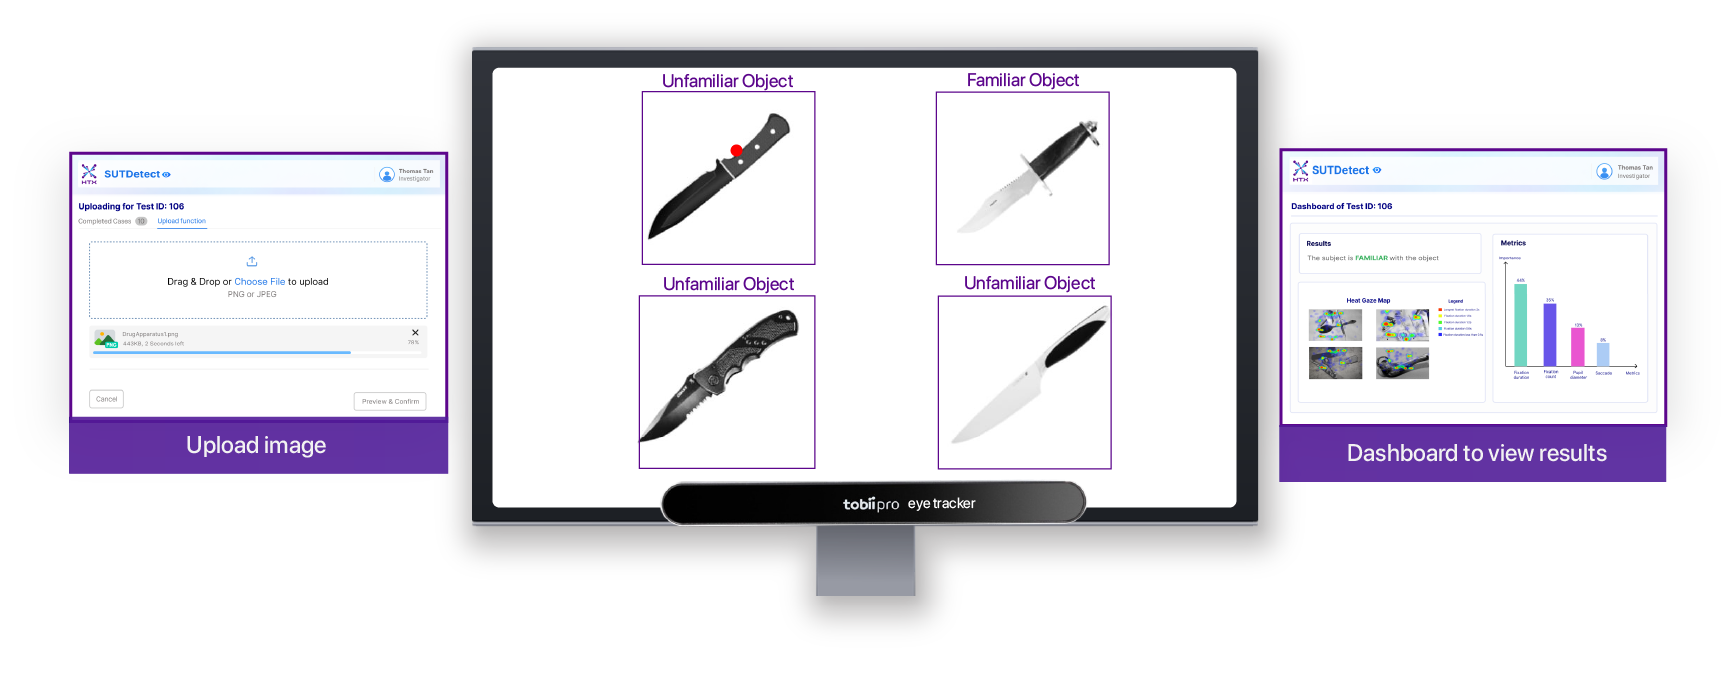 Unfamiliar Object
Familiar Object
Unfamiliar Object
Unfamiliar Object
tobii pro eye tracker
HTX
SUTDetect
Thomas Tan
Investigator
Uploading for Test ID: 106
Completed Cases 10 Upload function
Drag & Drop or Choose File to upload
PNG or JPEG
DrugApparatus1.png
PNG
443KB, 2 Seconds left
78%
Cancel
Preview & Confirm
Upload image
HTX
SUTDetect
Thomas Tan
Investigator
Dashboard of Test ID: 106
Results
The subject is FAMILIAR with the object
Heat Gaze Map
Legend
Metrics
Importance
44%
33%
13%
Fixation duration
Fixation count
Pupil diameter
Saccade
Metrics
Dashboard to view results